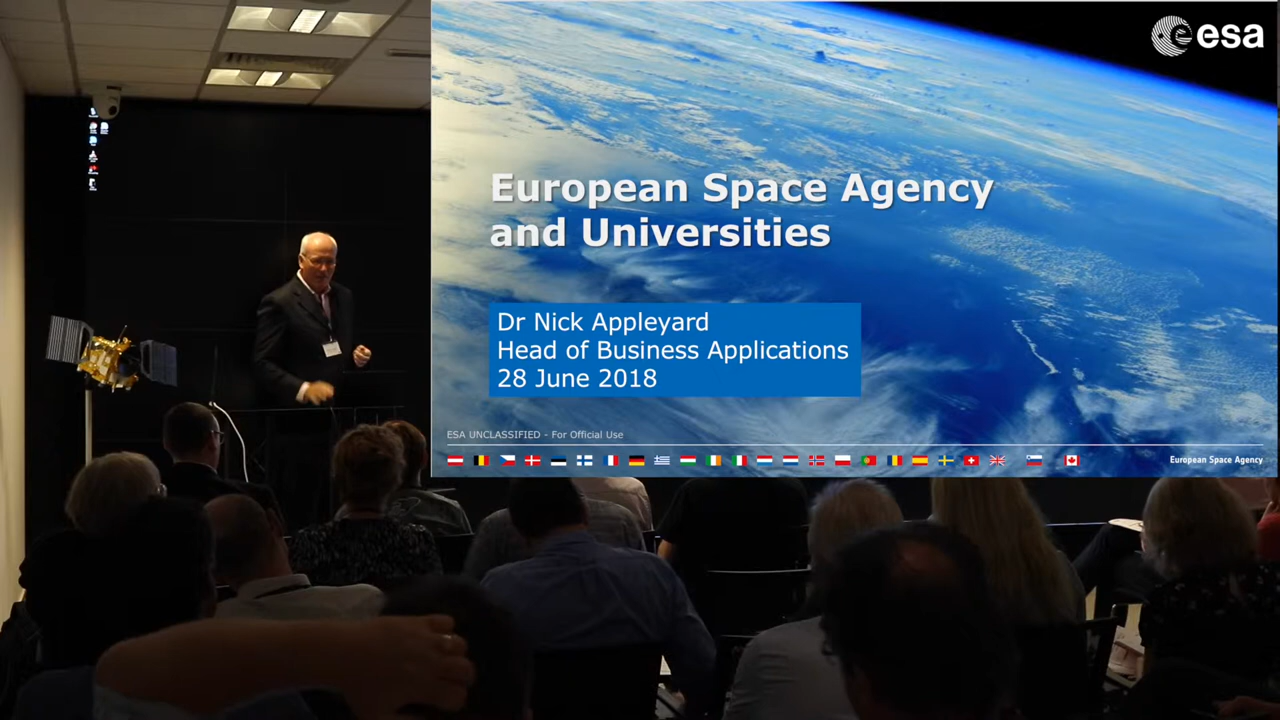 esa
European Space Agency
and Universities
Dr Nick Appleyard
Head of Business Applications
28 June 2018
ESA UNCLASSIFIED - For Official Use
European Space Agency